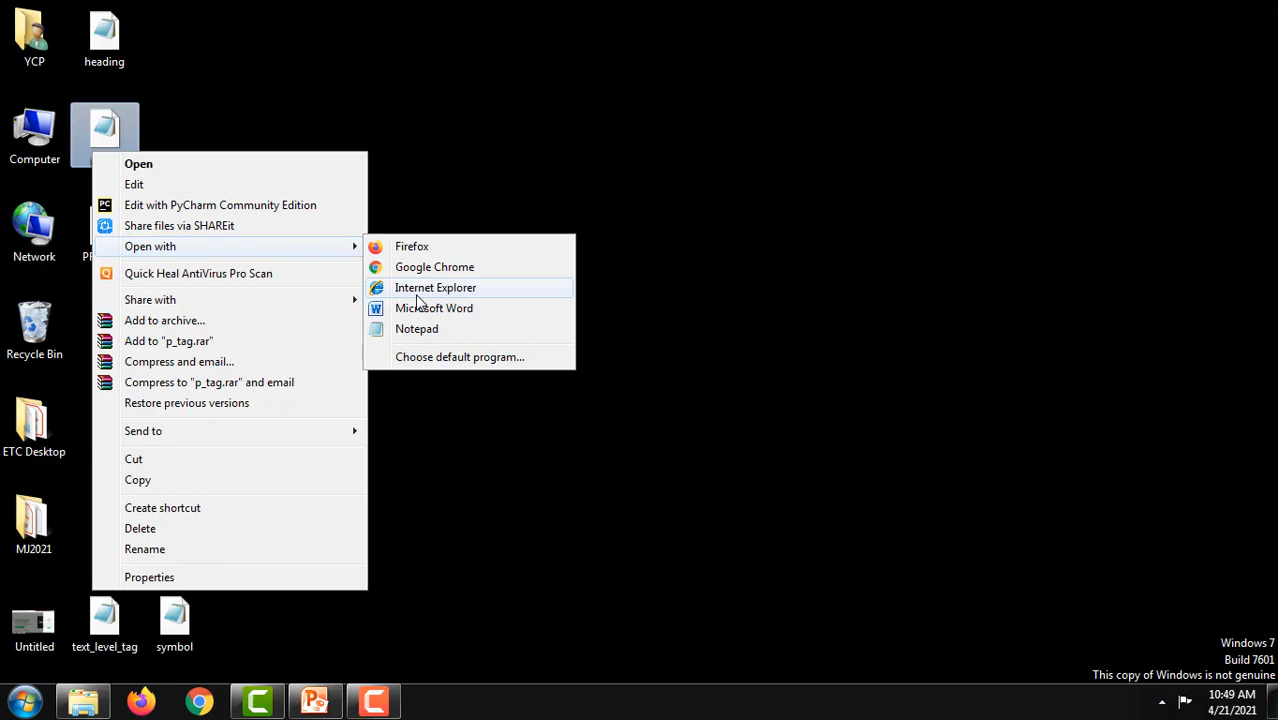 YCP
heading
Computer
Network
PF
Recycle Bin
ETC Desktop
MJ2021
Untitled
text_level_tag
symbol
Open
Edit
PC
Edit with PyCharm Community Edition
Share files via SHAREit
Open with
Quick Heal AntiVirus Pro Scan
Share with
Add to archive...
Add to "p_tag.rar"
Compress and email...
Compress to "p_tag.rar" and email
Restore previous versions
Send to
Cut
Copy
Create shortcut
Delete
Rename
Properties
Firefox
Google Chrome
Internet Explorer
Microsoft Word
Notepad
Choose default program...
Windows 7
Build 7601
This copy of Windows is not genuine
10:49 AM
4/21/2021